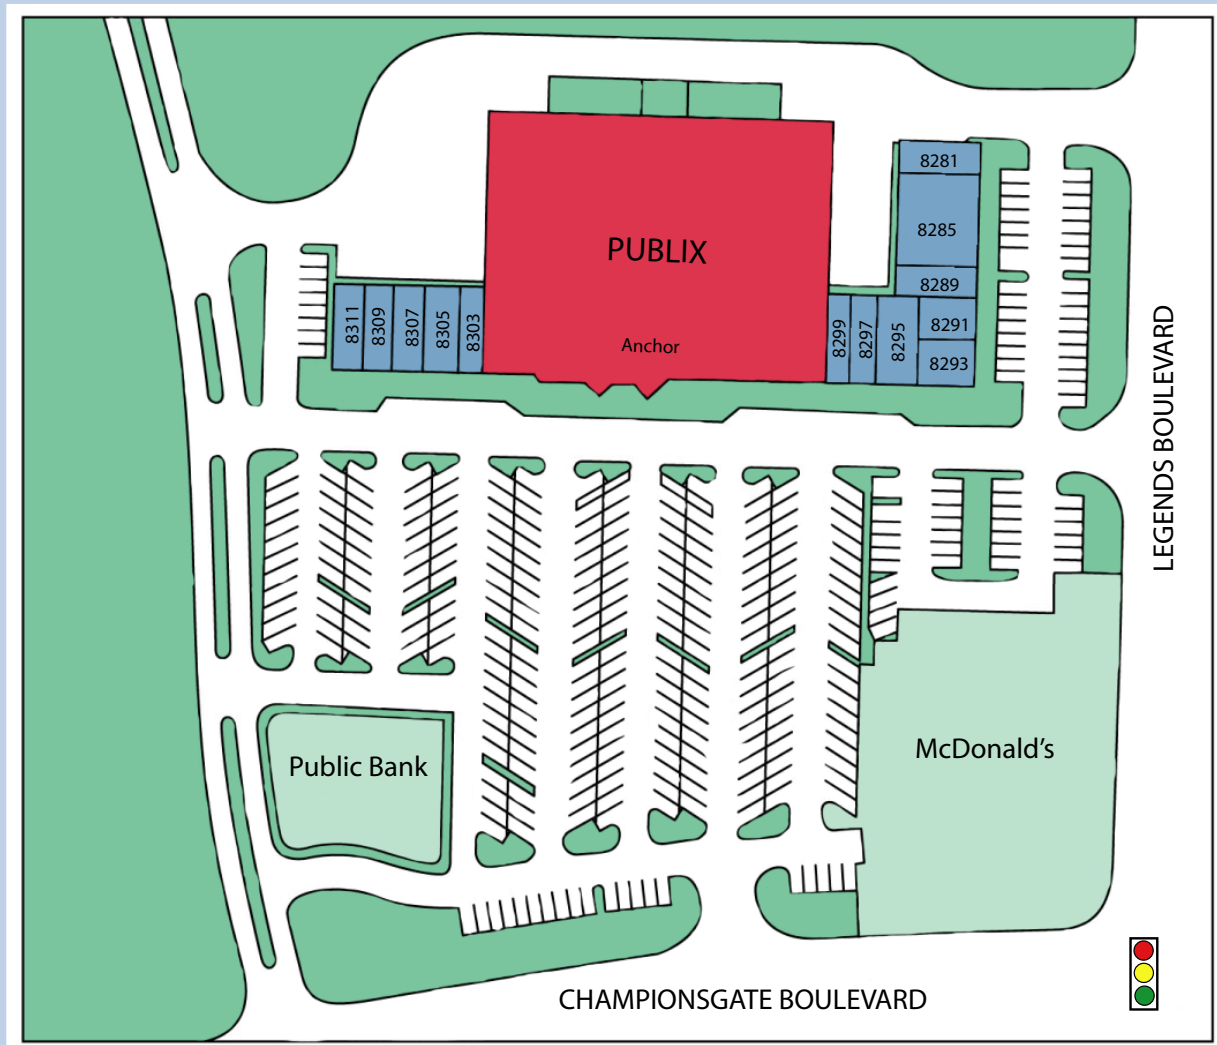 8281
8285
PUBLIX
8289
8311
8309
8307
8305
8303
Anchor
8299
8297
8295
8291
8293
LEGENDS BOULEVARD
Public Bank
McDonald's
CHAMPIONSGATE BOULEVARD